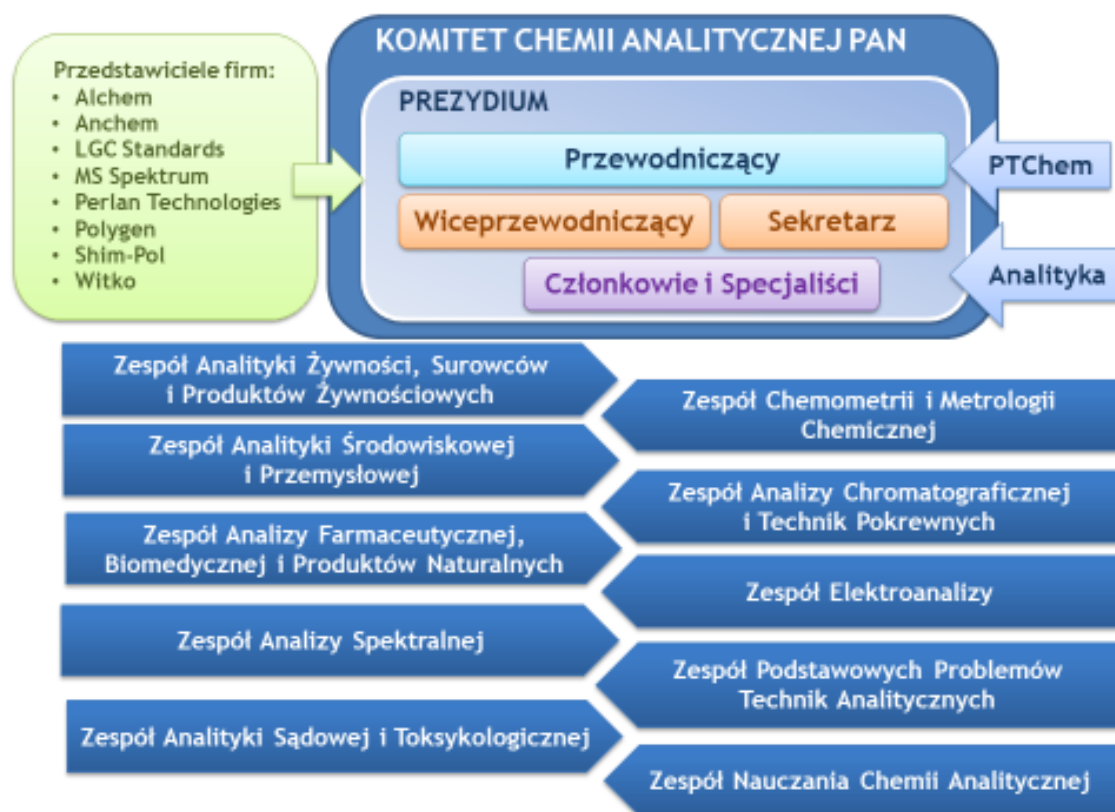 KOMITET CHEMII ANALITYCZNEJ PAN
Przedstawiciele firm:
• Alchem
• Anchem
• LGC Standards
• MS Spektrum
• Perlan Technologies
• Polygen
• Shim-Pol
• Witko
PREZYDIUM
Przewodniczący
Wiceprzewodniczący
Sekretarz
Członkowie i Specjaliści
PTChem
Analityka
Zespół Analityki Żywności, Surowców
i Produktów Żywnościowych
Zespół Chemometrii i Metrologii
Chemicznej
Zespół Analityki Środowiskowej
i Przemysłowej
Zespół Analizy Chromatograficznej
i Technik Pokrewnych
Zespół Analizy Farmaceutycznej,
Biomedycznej i Produktów Naturalnych
Zespół Elektroanalizy
Zespół Analizy Spektralnej
Zespół Podstawowych Problemów
Technik Analitycznych
Zespół Analityki Sądowej i Toksykologicznej
Zespół Nauczania Chemii Analitycznej